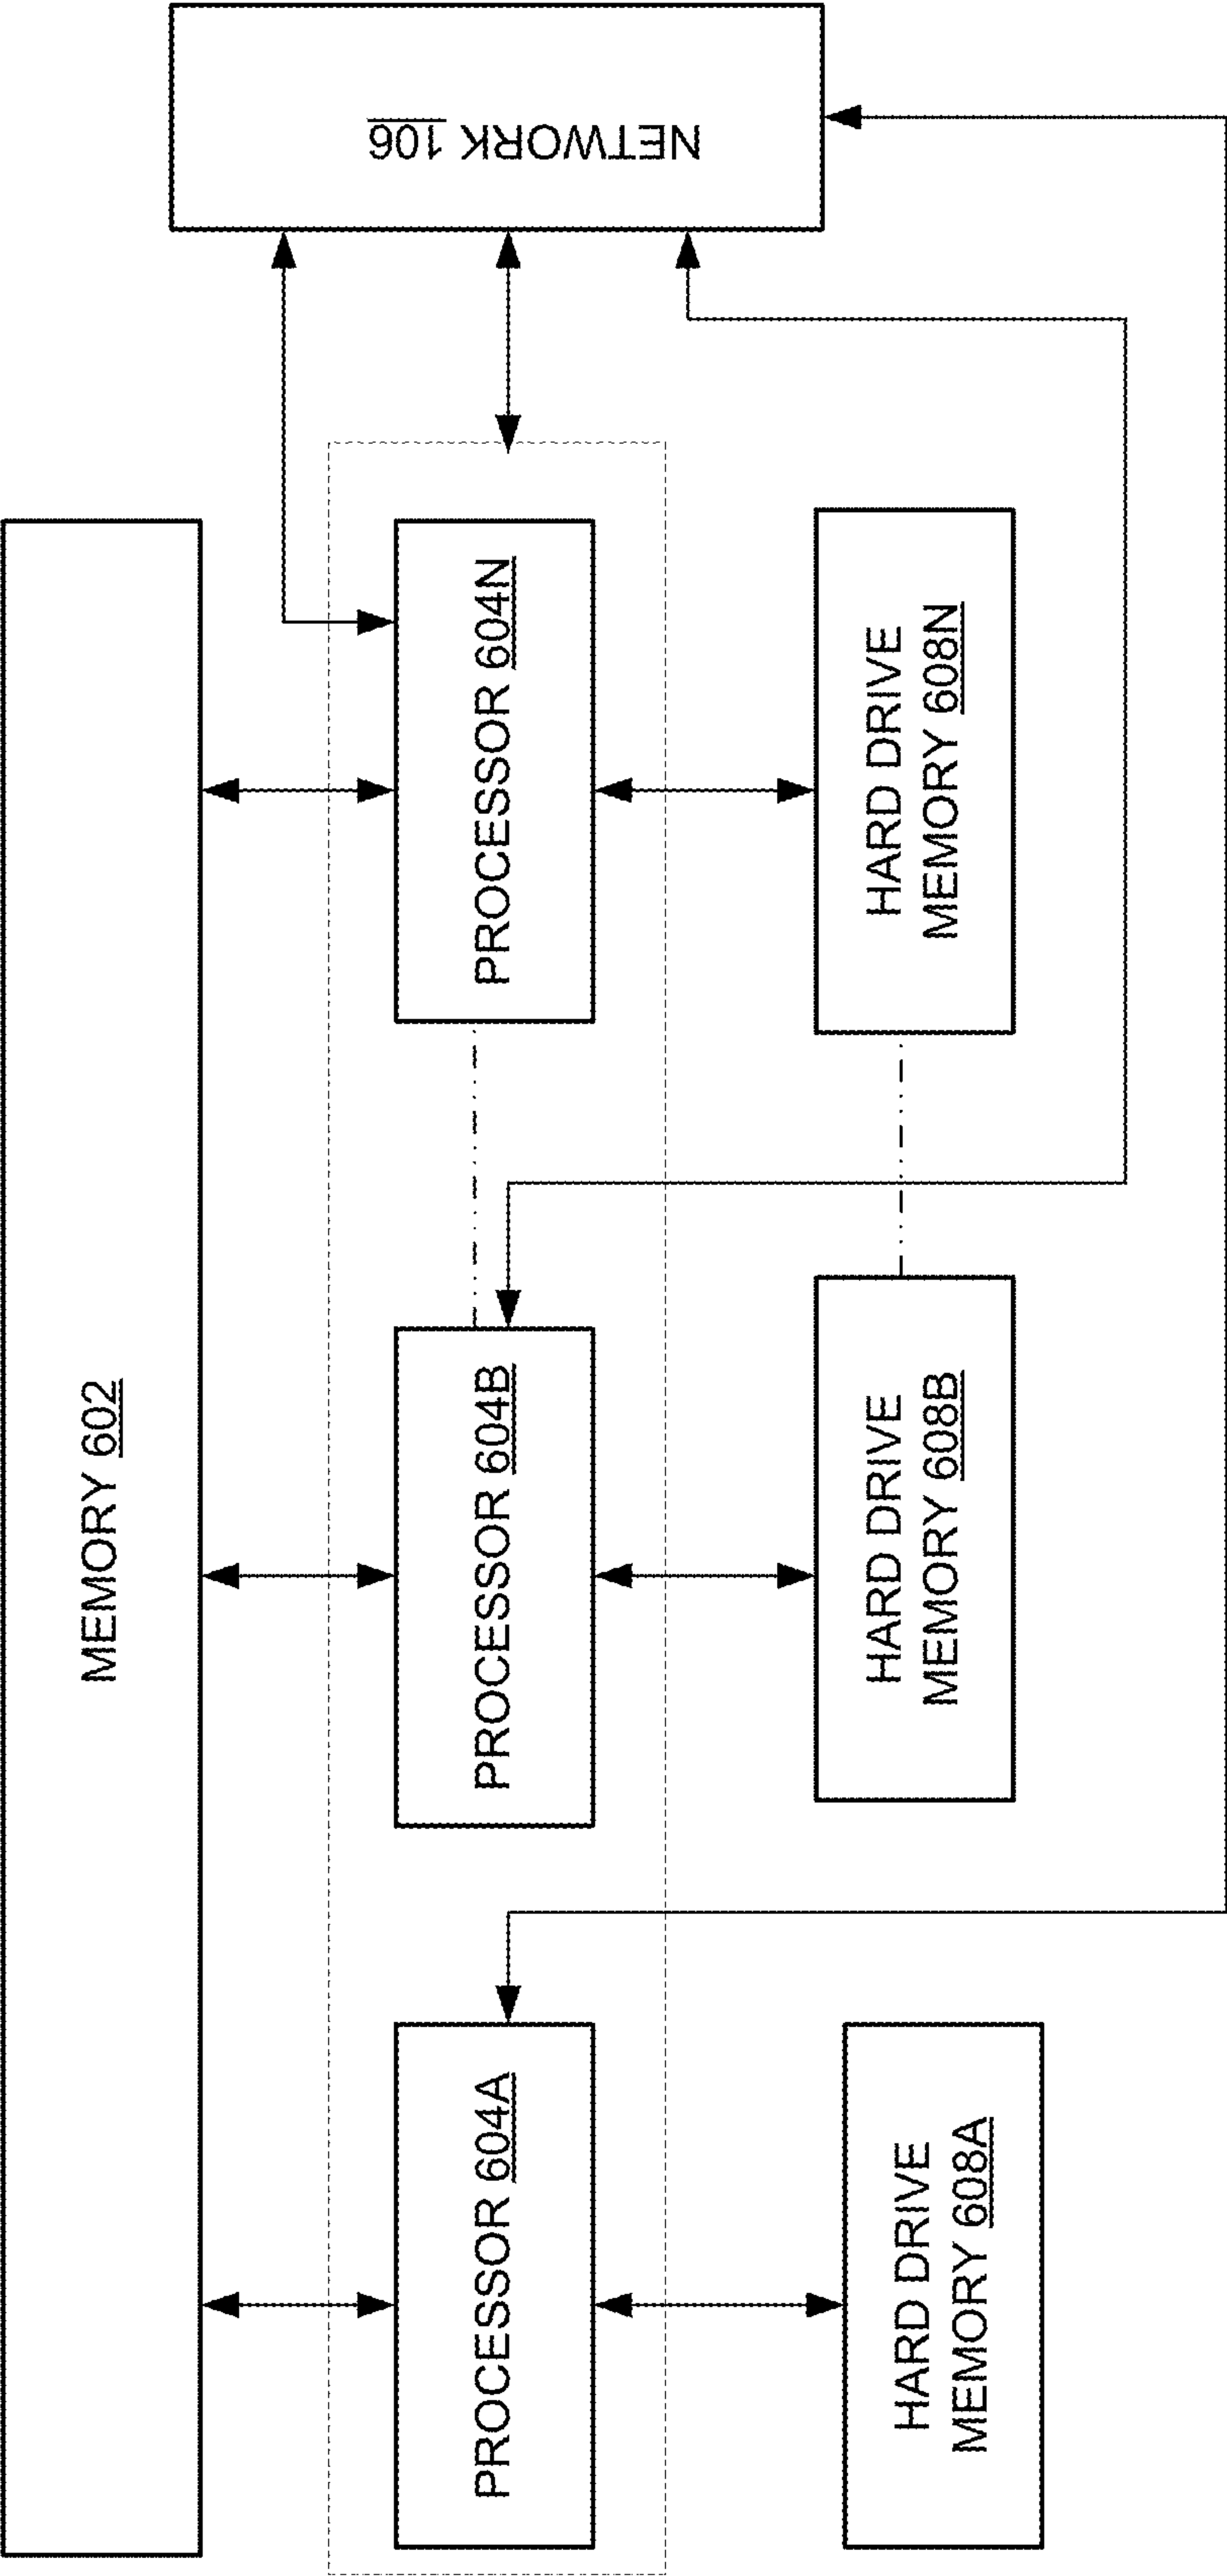 MEMORY 602
PROCESSOR 604A
PROCESSOR 604B
PROCESSOR 604N
HARD DRIVE
MEMORY 608A
HARD DRIVE
MEMORY 608B
HARD DRIVE
MEMORY 608N
NETWORK 106